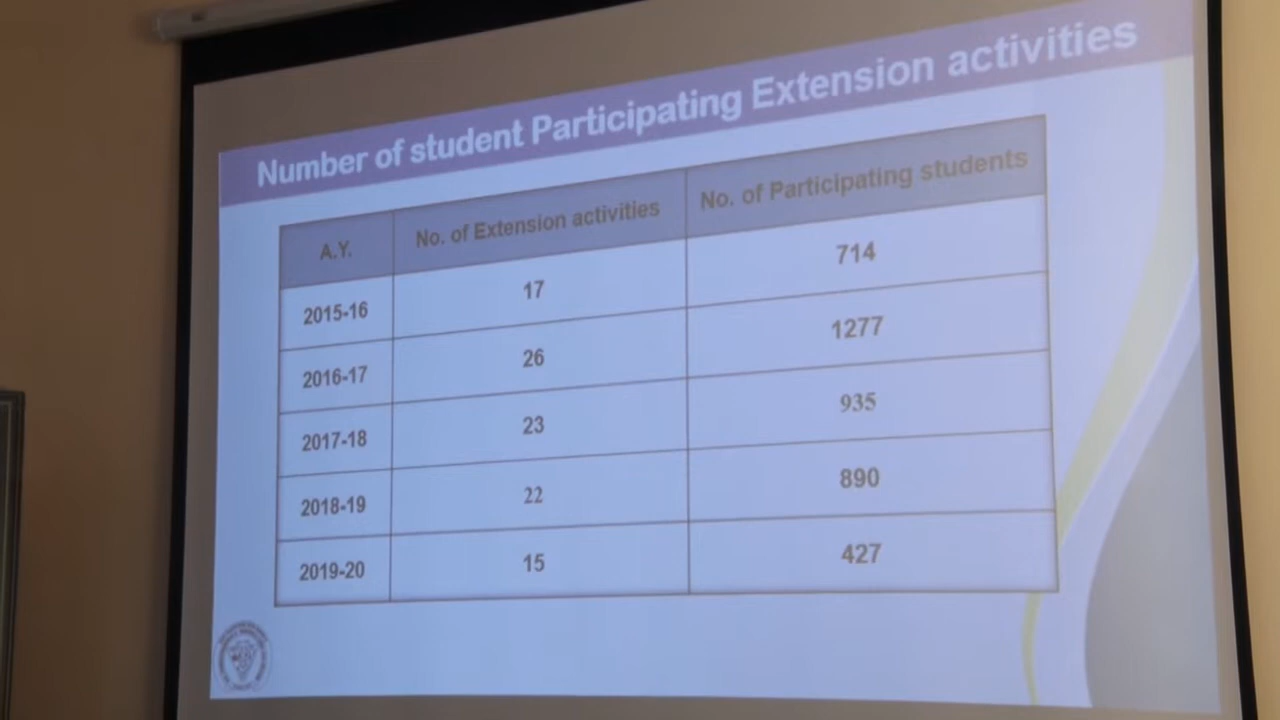 Number of student Participating Extension activities
A.Y. No. of Extension activities No. of Participating students
2015-16 17 714
2016-17 26 1277
2017-18 23 935
2018-19 22 890
2019-20 15 427